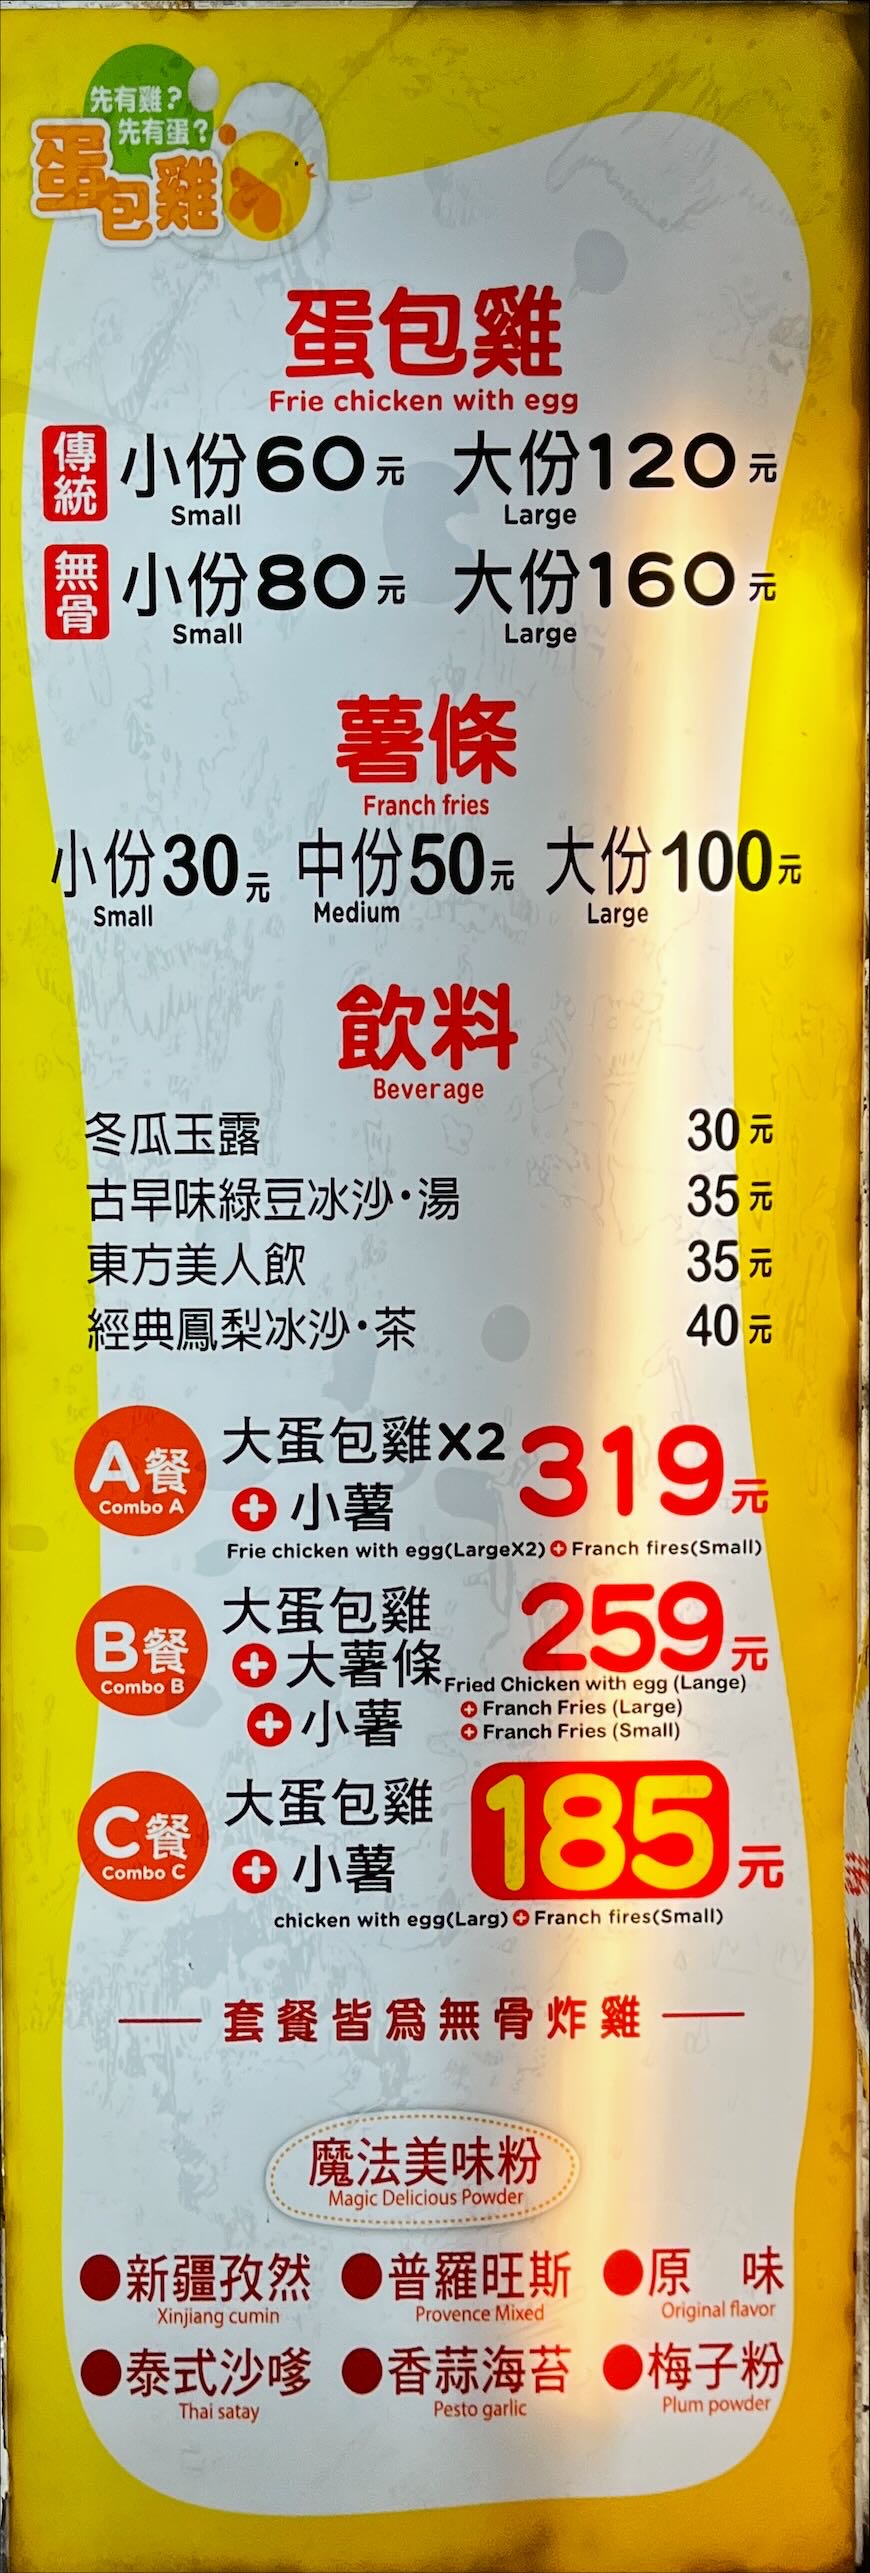 先有雞?
先有蛋?
蛋包雞
蛋包雞
Frie chicken with egg
傳統 小份60元 大份120元
Small Large
無骨 小份80元 大份160元
Small Large
薯條
Franch fries
小份30元 中份50元 大份100元
Small Medium Large
飲料
Beverage
冬瓜玉露 30元
古早味綠豆冰沙·湯 35元
東方美人飲 35元
經典鳳梨冰沙·茶 40元
A餐 大蛋包雞X2 319元
Combo A + 小薯
Frie chicken with egg(LargeX2) + Franch fires(Small)
B餐 大蛋包雞 259元
Combo B + 大薯條 Fried Chicken with egg (Lange)
+ Franch Fries (Large)
+ 小薯 + Franch Fries (Small)
C餐 大蛋包雞 185元
Combo C + 小薯
chicken with egg(Larg) + Franch fires(Small)
套餐皆為無骨炸雞
魔法美味粉
Magic Delicious Powder
●新疆孜然 ●普羅旺斯 ●原 味
Xinjiang cumin Provence Mixed Original flavor
●泰式沙嗲 ●香蒜海苔 ●梅子粉
Thai satay Pesto garlic Plum powder